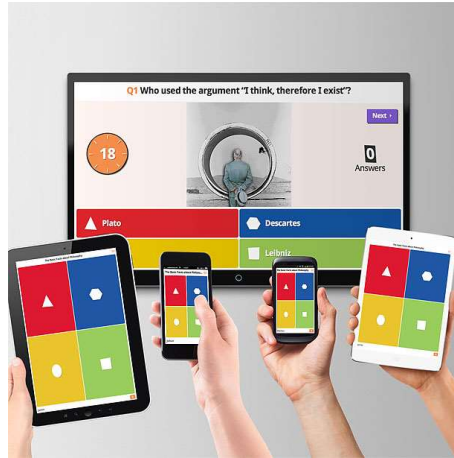 Q1 Who used the argument "I think, therefore I exist"?
Next ›
18
0
Answers
Plato
Descartes
Leibniz